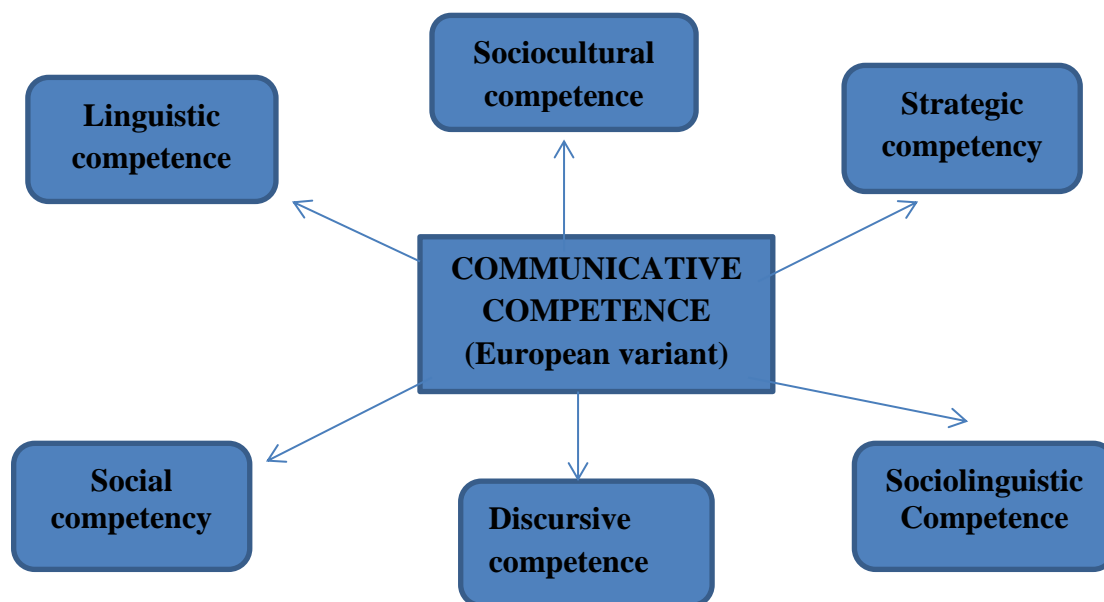 Sociocultural
competence
Linguistic
competence
Strategic
competency
COMMUNICATIVE
COMPETENCE
(European variant)
Social
competency
Discursive
competence
Sociolinguistic
Competence